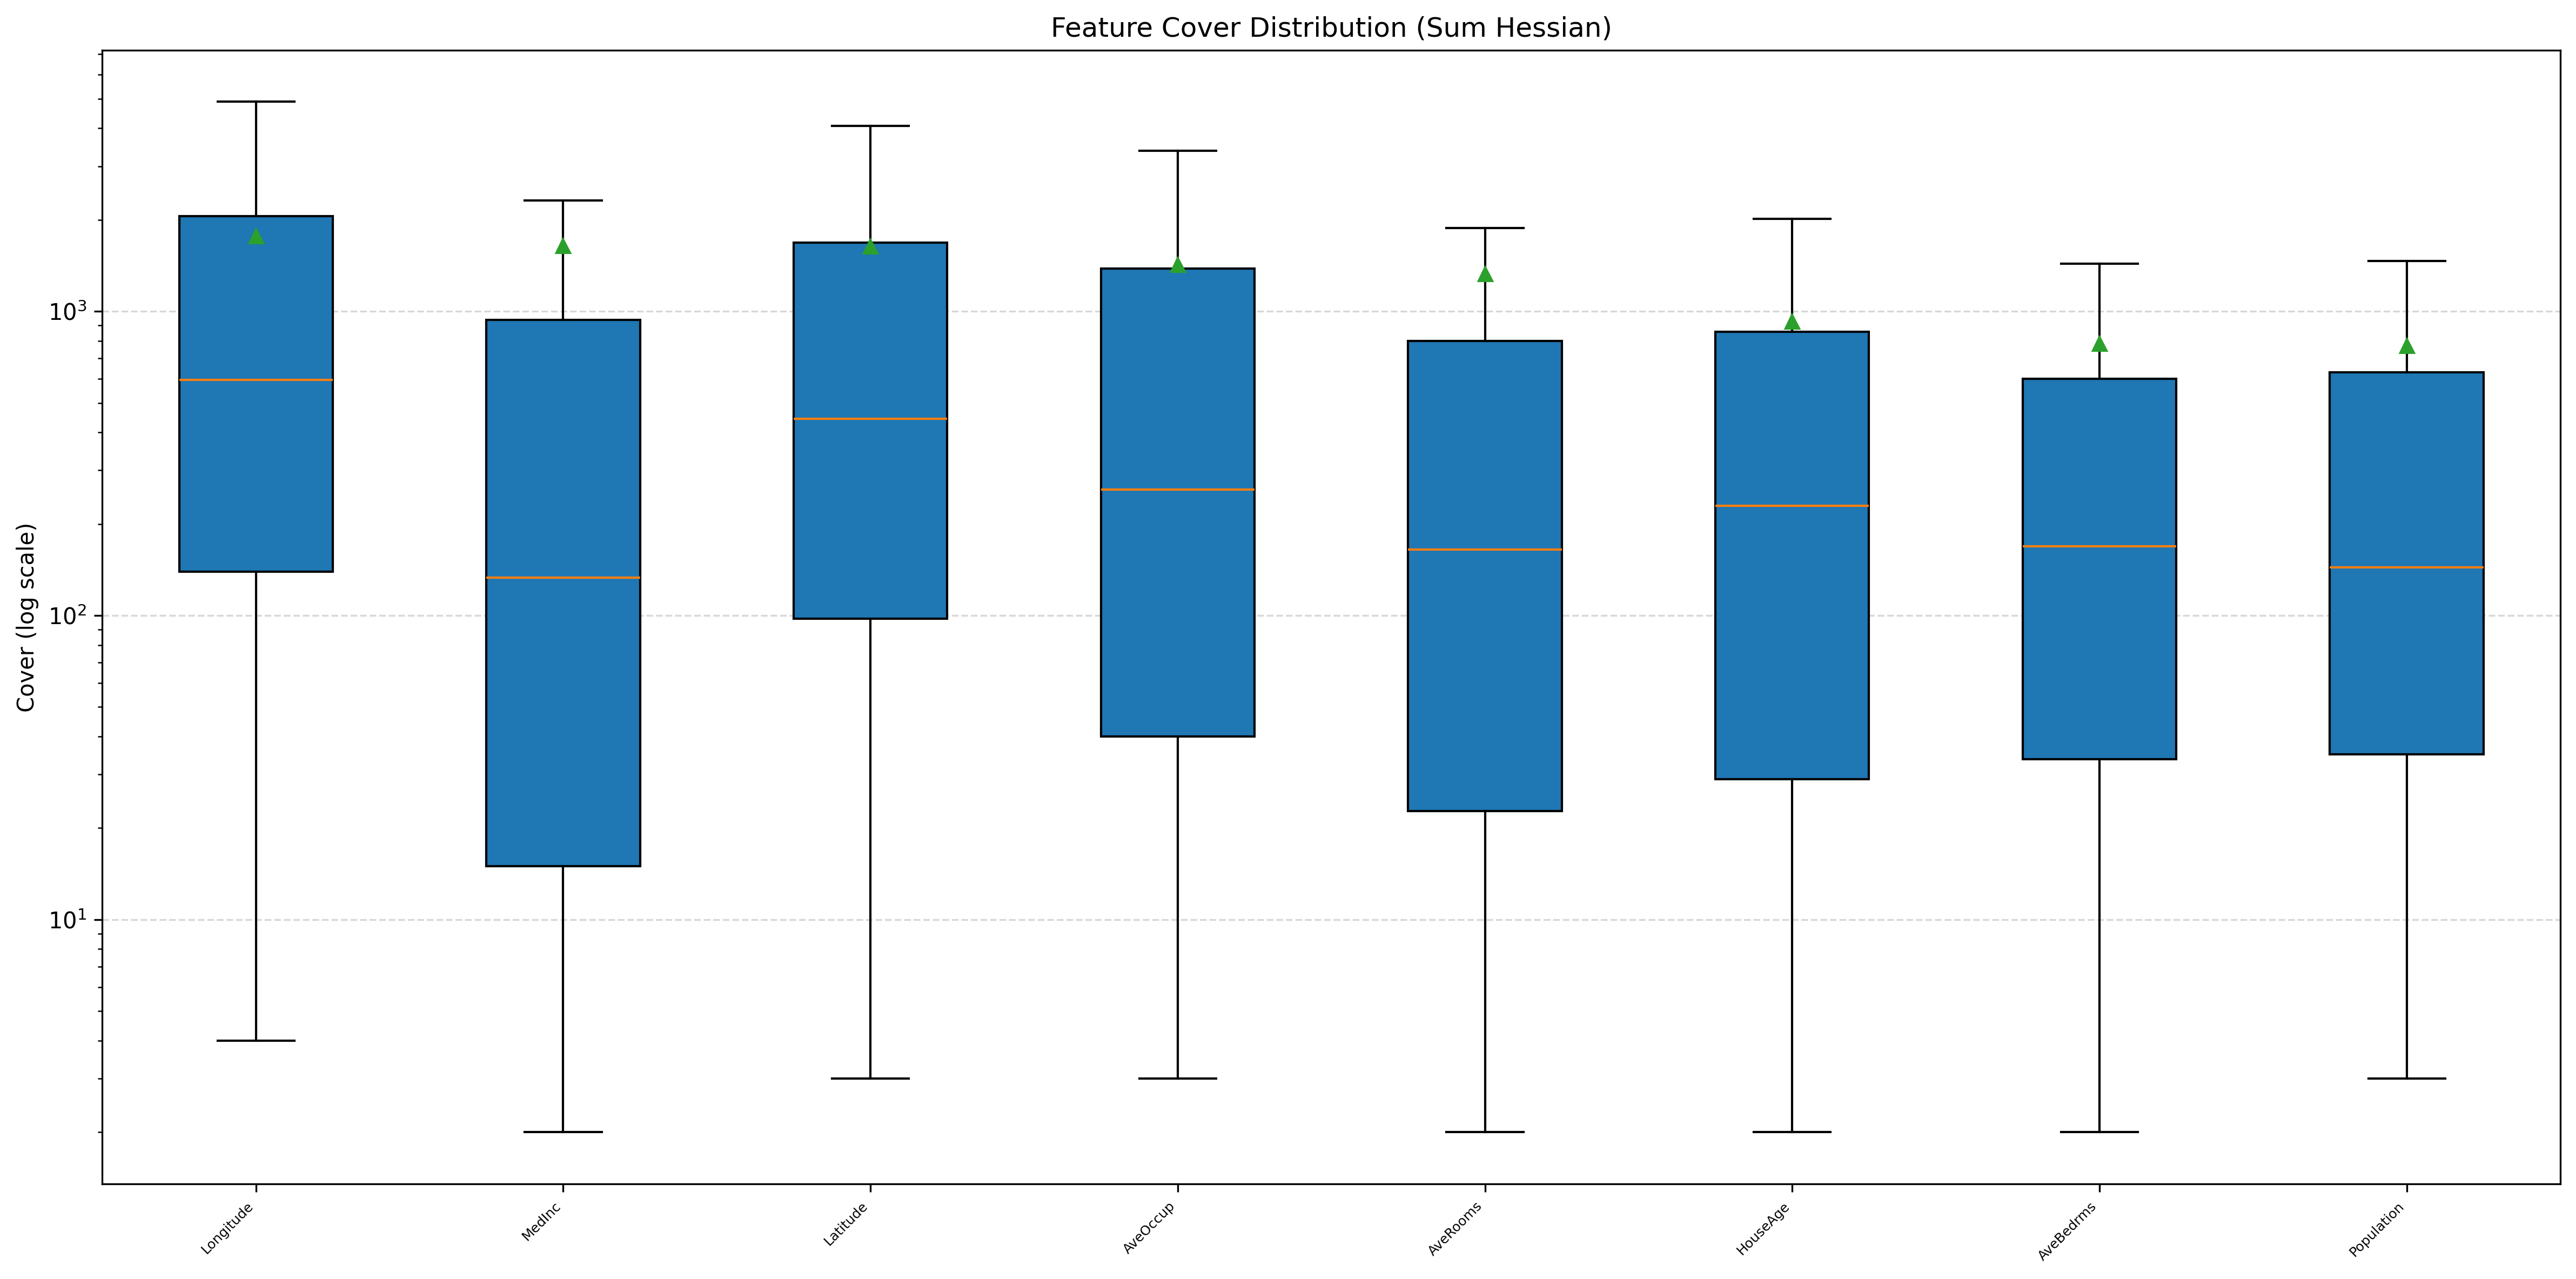 Feature Cover Distribution (Sum Hessian)
Cover (log scale)
10³
10²
10¹
Longitude
MedInc
Latitude
AveOccup
AveRooms
HouseAge
AveBedrms
Population